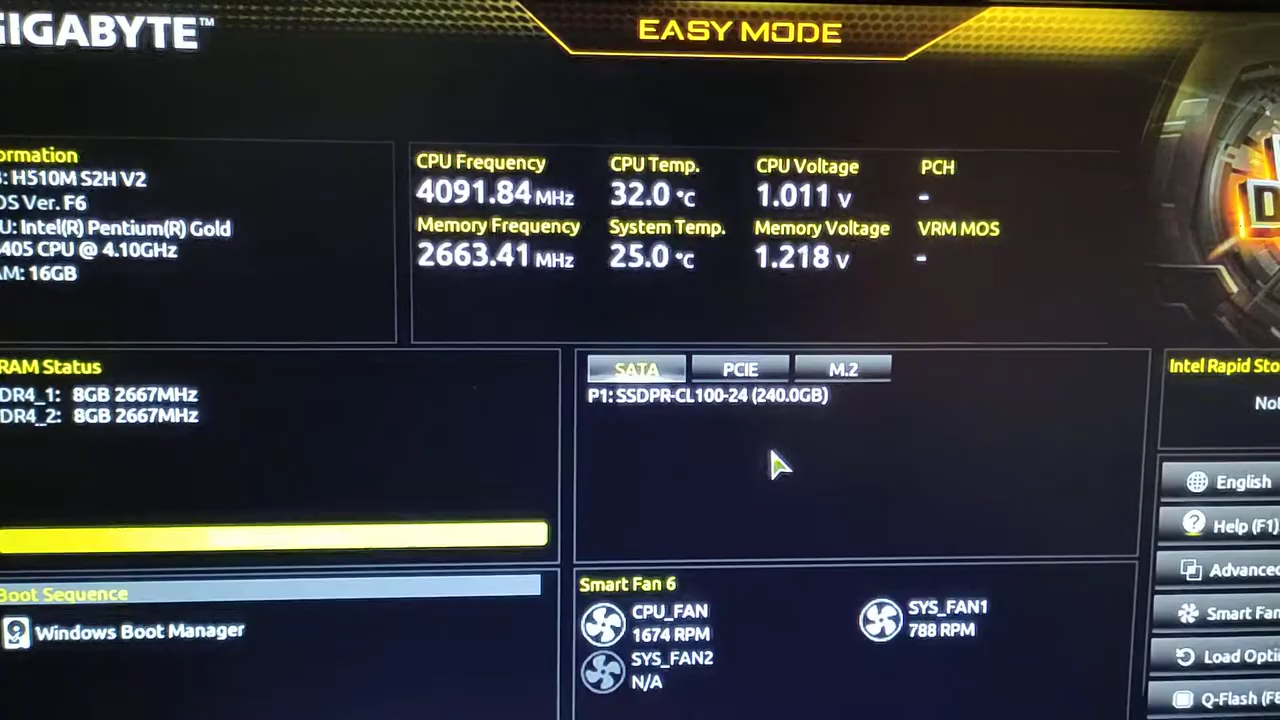 GIGABYTE™
EASY MODE
ormation
: H510M S2H V2
OS Ver. F6
U: Intel(R) Pentium(R) Gold
405 CPU @ 4.10GHz
AM: 16GB
CPU Frequency
4091.84 MHz
CPU Temp.
32.0 °C
CPU Voltage
1.011 V
PCH
-
Memory Frequency
2663.41 MHz
System Temp.
25.0 °C
Memory Voltage
1.218 V
VRM MOS
-
RAM Status
DR4_1: 8GB 2667MHz
DR4_2: 8GB 2667MHz
SATA
PCIE
M.2
P1: SSDPR-CL100-24 (240.0GB)
Intel Rapid Sto
No
Boot Sequence
Windows Boot Manager
Smart Fan 6
CPU_FAN
1674 RPM
SYS_FAN1
788 RPM
SYS_FAN2
N/A
English
Help (F1)
Advance
Smart Fan
Load Opti
Q-Flash (F8